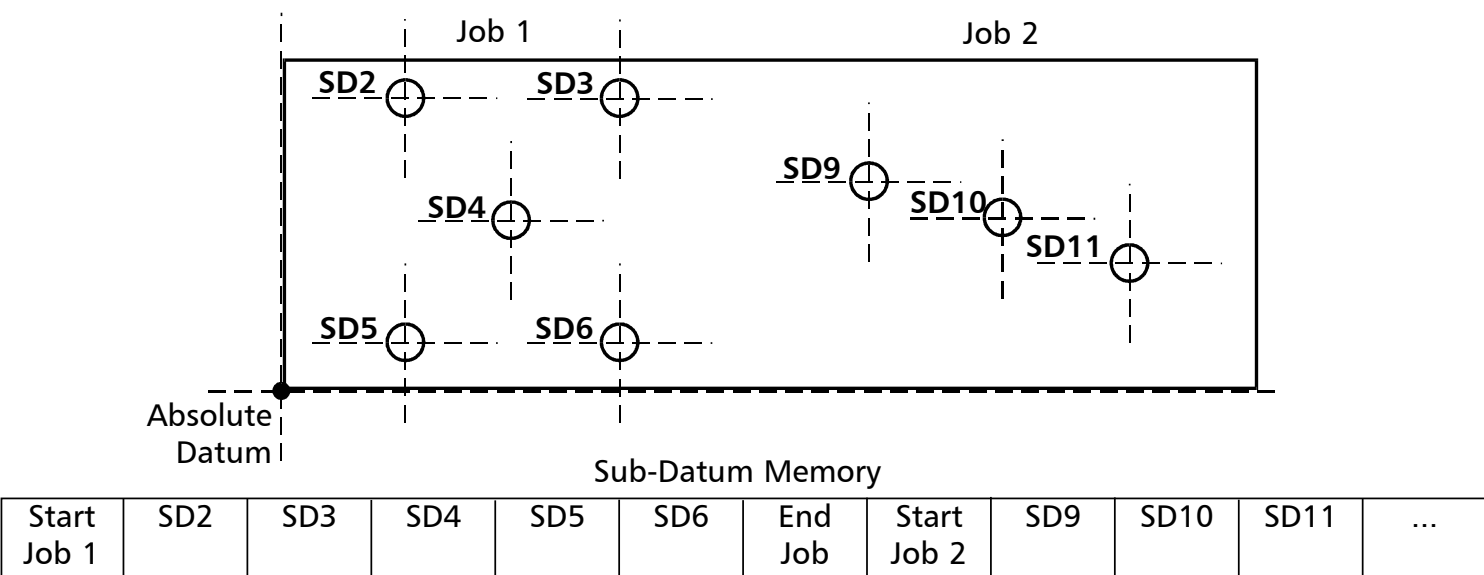 Job 1
Job 2
SD2
SD3
SD9
SD4
SD10
SD11
SD5
SD6
Absolute
Datum
Sub-Datum Memory
Start
Job 1
SD2
SD3
SD4
SD5
SD6
End
Job
Start
Job 2
SD9
SD10
SD11
...